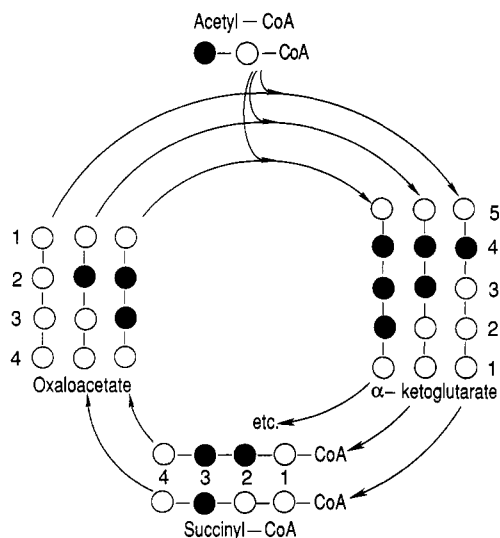 Acetyl — CoA
CoA
1
2
3
4
Oxaloacetate
5
4
3
2
1
α – ketoglutarate
etc.
CoA
4 3 2 1
CoA
Succinyl — CoA